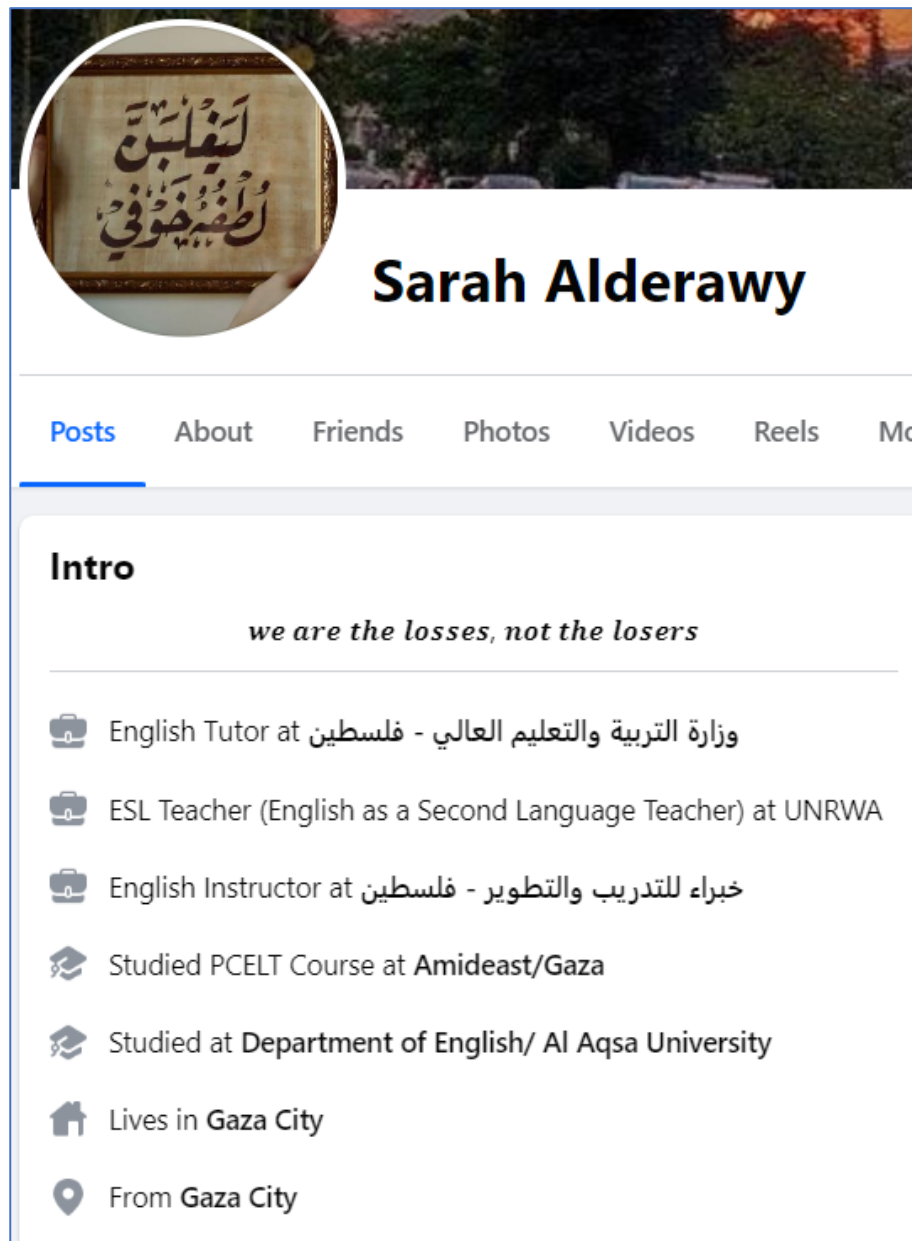 لَيَغْلِبَنَّ
لُطْفُهُ خَوْفِي
Sarah Alderawy
Posts About Friends Photos Videos Reels
Intro
we are the losses, not the losers
English Tutor at وزارة التربية والتعليم العالي - فلسطين
ESL Teacher (English as a Second Language Teacher) at UNRWA
English Instructor at خبراء للتدريب والتطوير - فلسطين
Studied PCELT Course at Amideast/Gaza
Studied at Department of English/ Al Aqsa University
Lives in Gaza City
From Gaza City